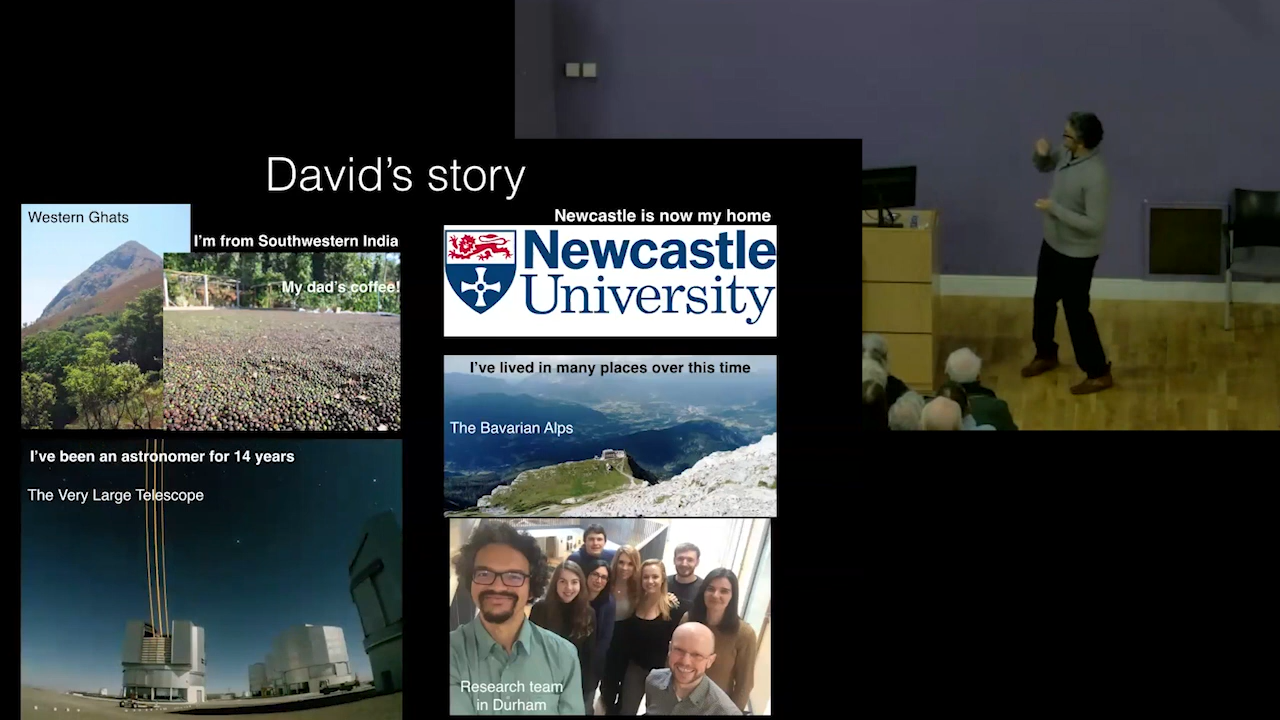 David's story
Western Ghats
I'm from Southwestern India
My dad's coffee!
I've been an astronomer for 14 years
The Very Large Telescope
Newcastle is now my home
Newcastle
University
I've lived in many places over this time
The Bavarian Alps
Research team
in Durham